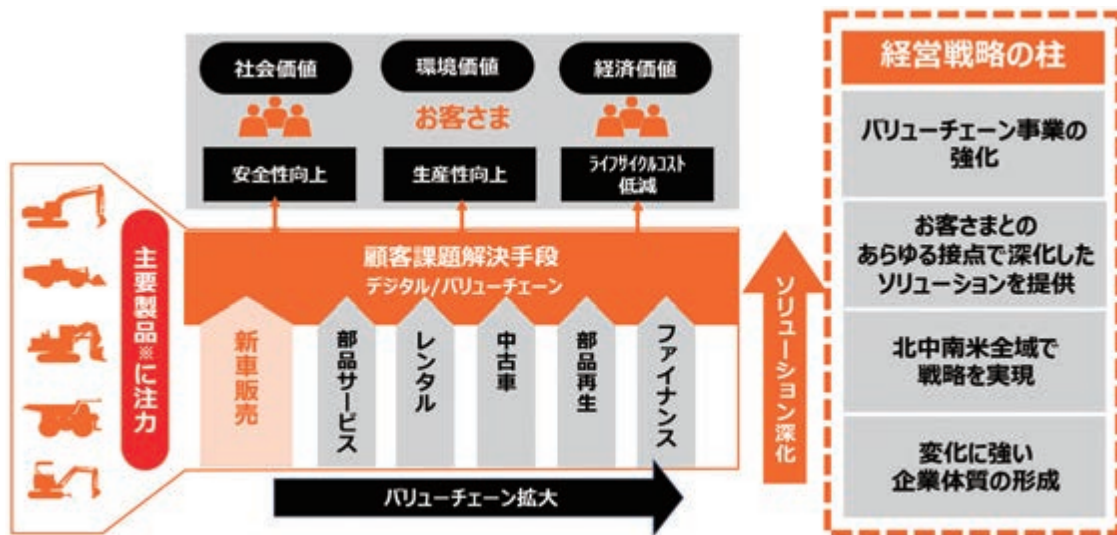 社会価値
環境価値
経済価値
お客さま
安全性向上
生産性向上
ライフサイクルコスト
低減
主要製品※に注力
顧客課題解決手段
デジタル/バリューチェーン
新車販売
部品サービス
レンタル
中古車
部品再生
ファイナンス
バリューチェーン拡大
ソリューション深化
経営戦略の柱
バリューチェーン事業の
強化
お客さまとの
あらゆる接点で深化した
ソリューションを提供
北中南米全域で
戦略を実現
変化に強い
企業体質の形成